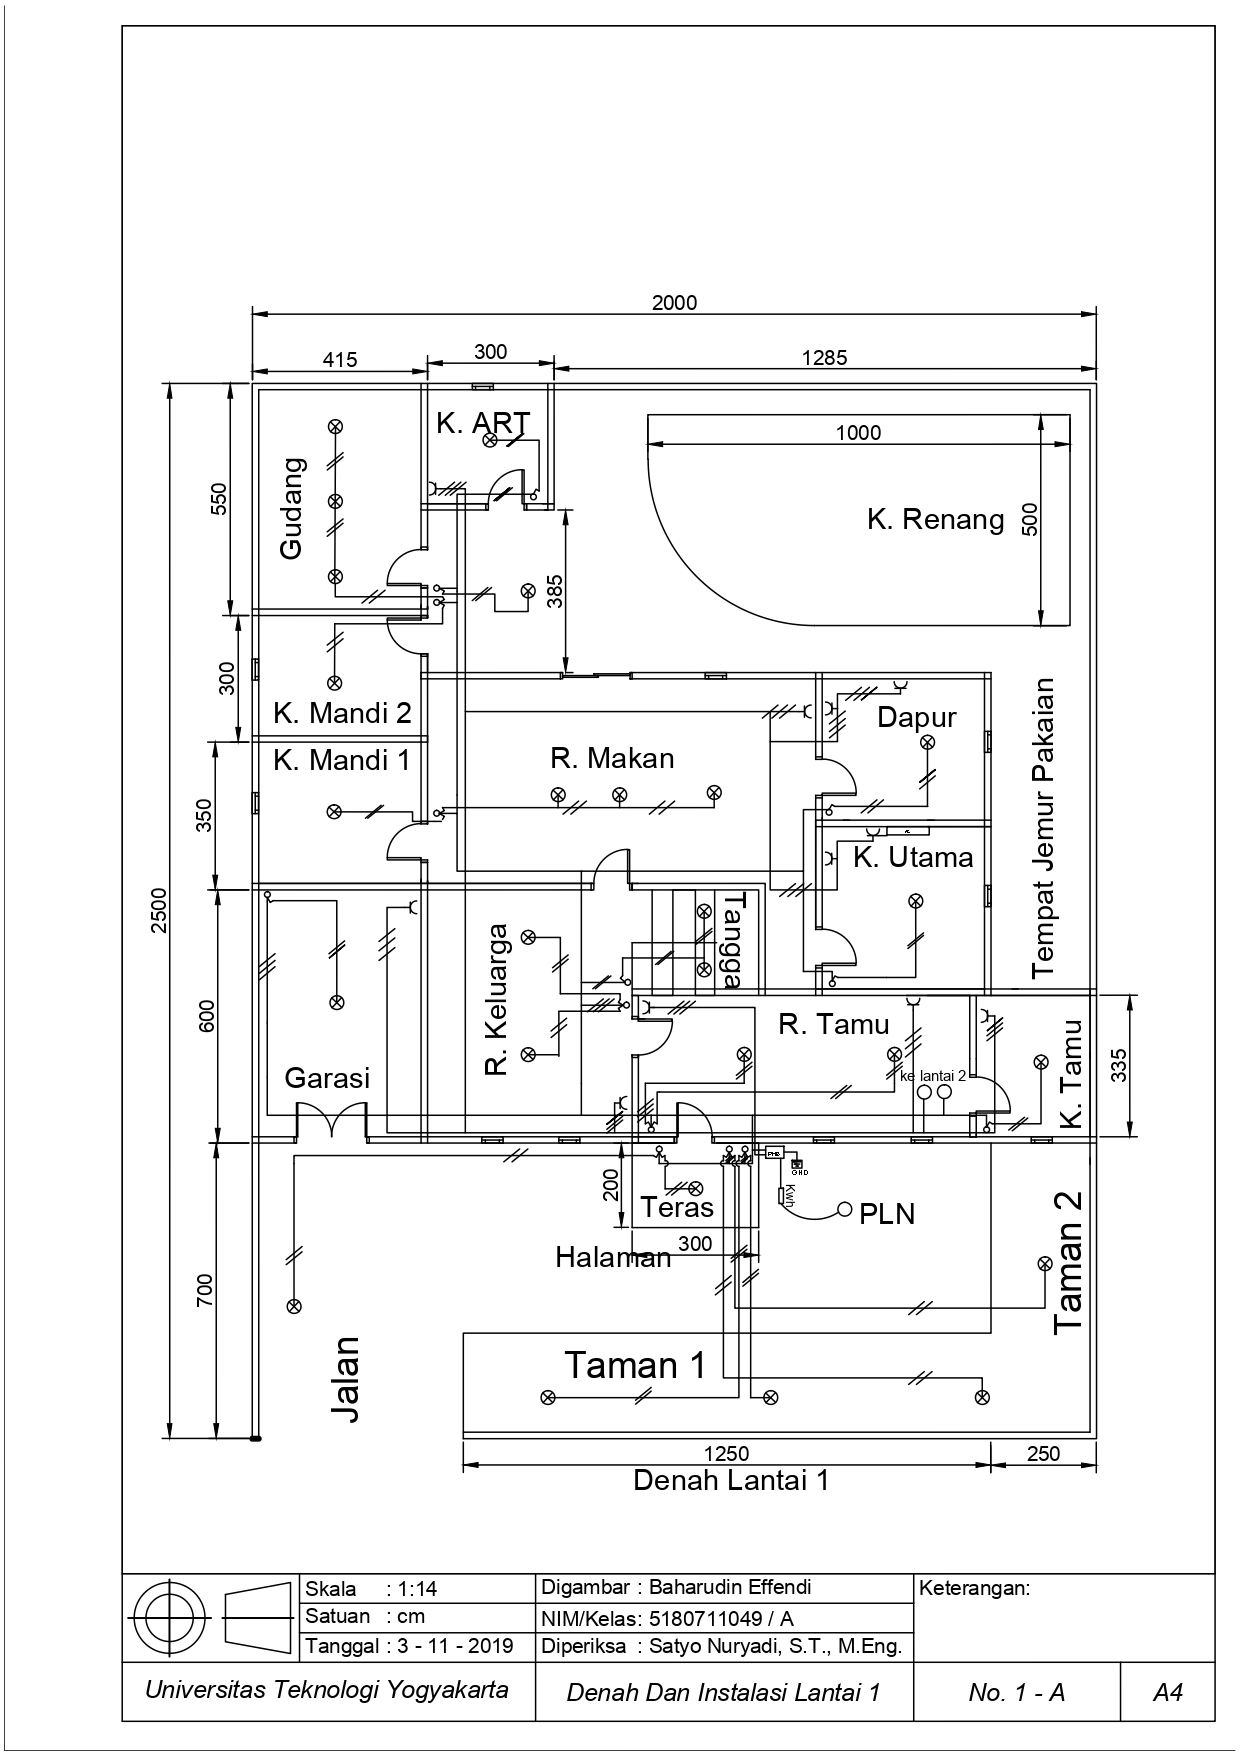 2000
415
300
1285
K. ART
1000
Gudang
550
K. Renang
500
385
300
K. Mandi 2
K. Mandi 1
R. Makan
Dapur
Tempat Jemur Pakaian
350
K. Utama
2500
Tangga
R. Keluarga
600
R. Tamu
K. Tamu
335
Garasi
ke lantai 2
PHB
GND
200
Teras
Kwh
PLN
300
Halaman
Taman 2
700
Jalan
Taman 1
1250
250
Denah Lantai 1
Skala : 1:14
Digambar : Baharudin Effendi
Keterangan:
Satuan : cm
NIM/Kelas: 5180711049 / A
Tanggal : 3 - 11 - 2019
Diperiksa : Satyo Nuryadi, S.T., M.Eng.
Universitas Teknologi Yogyakarta
Denah Dan Instalasi Lantai 1
No. 1 - A
A4